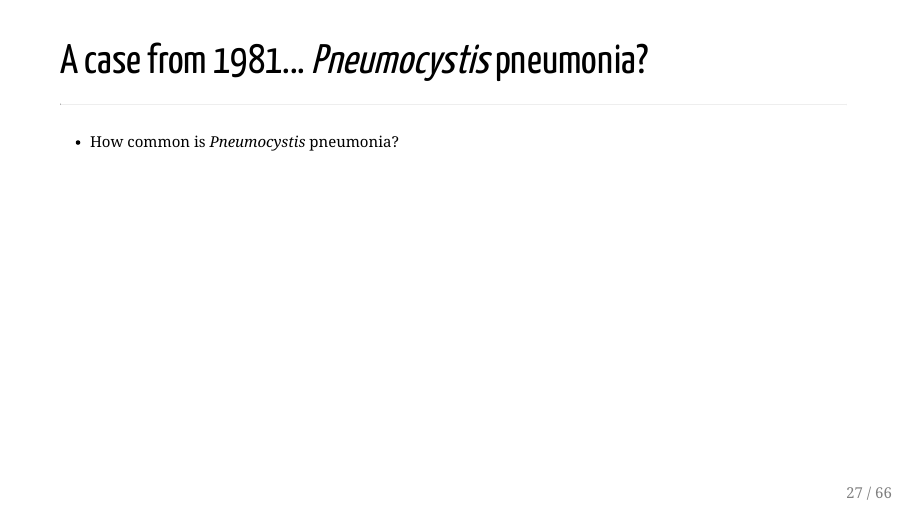 A case from 1981... Pneumocystis pneumonia?
• How common is Pneumocystis pneumonia?
27 / 66